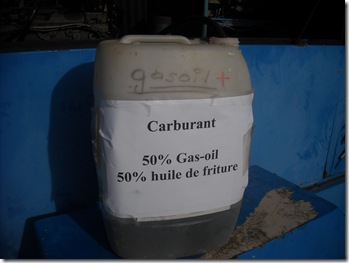 gasoil +
Carburant
50% Gas-oil
50% huile de friture